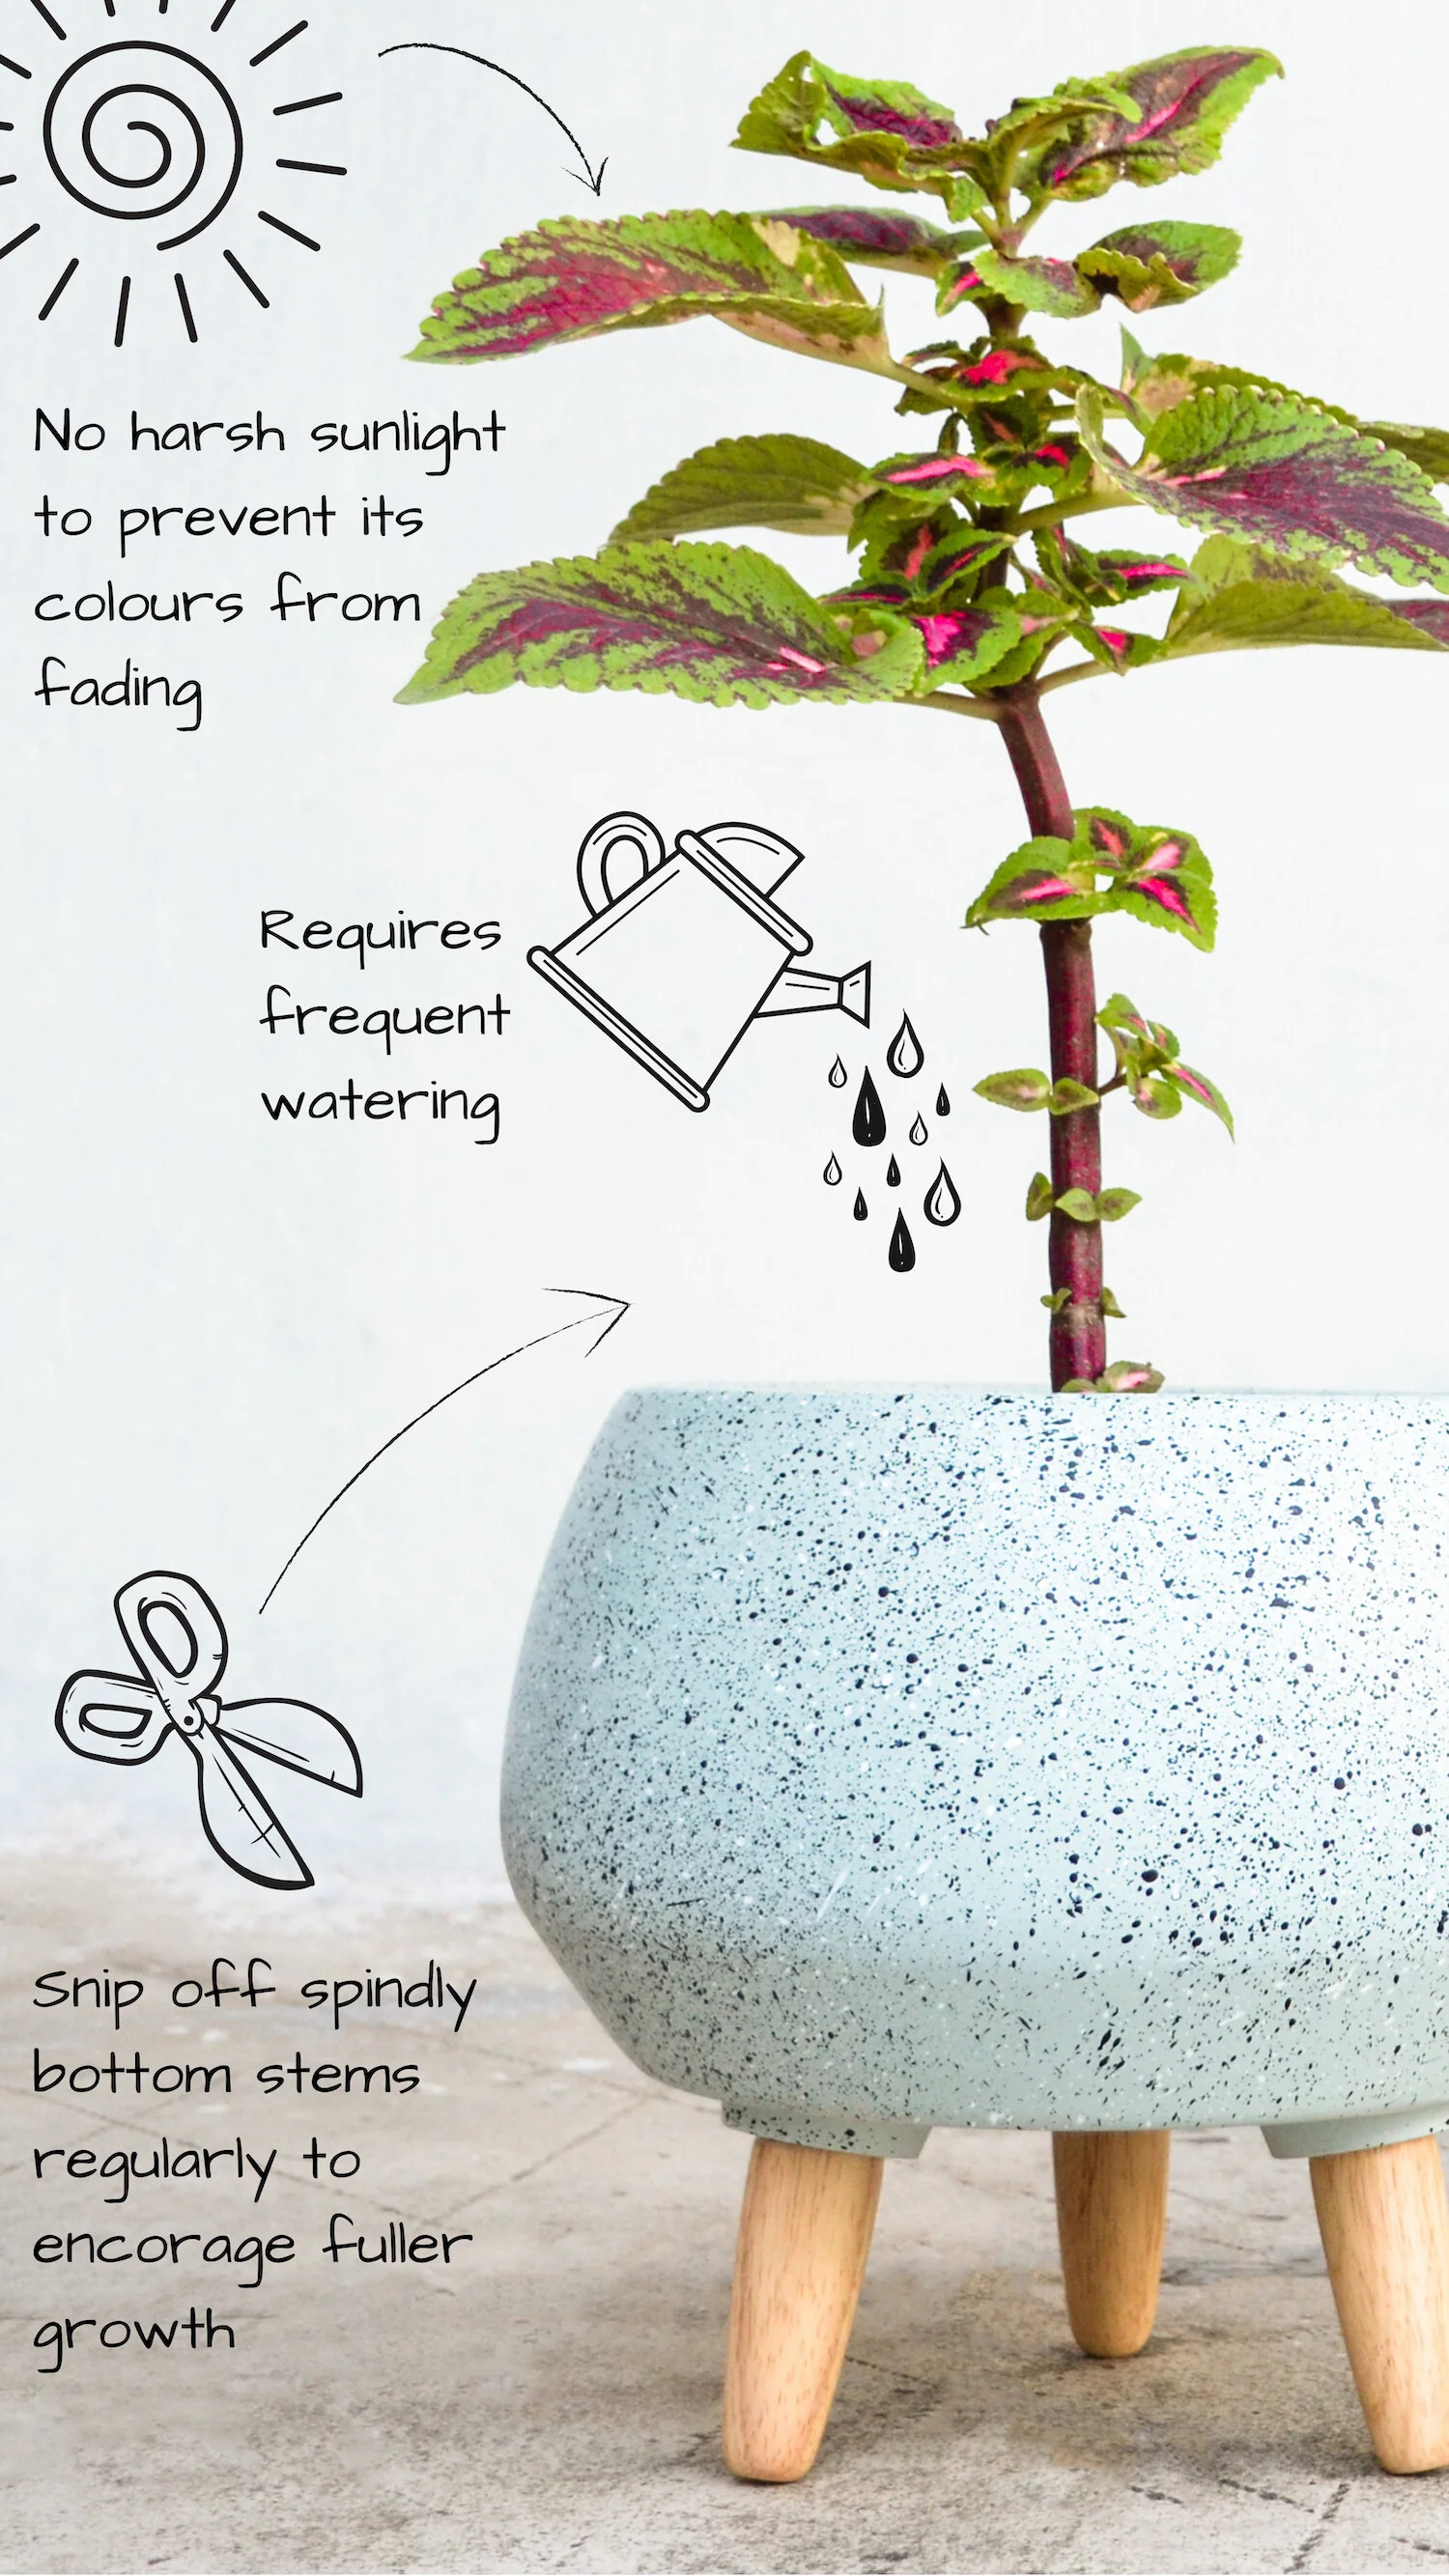 No harsh sunlight
to prevent its
colours from
fading
Requires
frequent
watering
Snip off spindly
bottom stems
regularly to
encorage fuller
growth